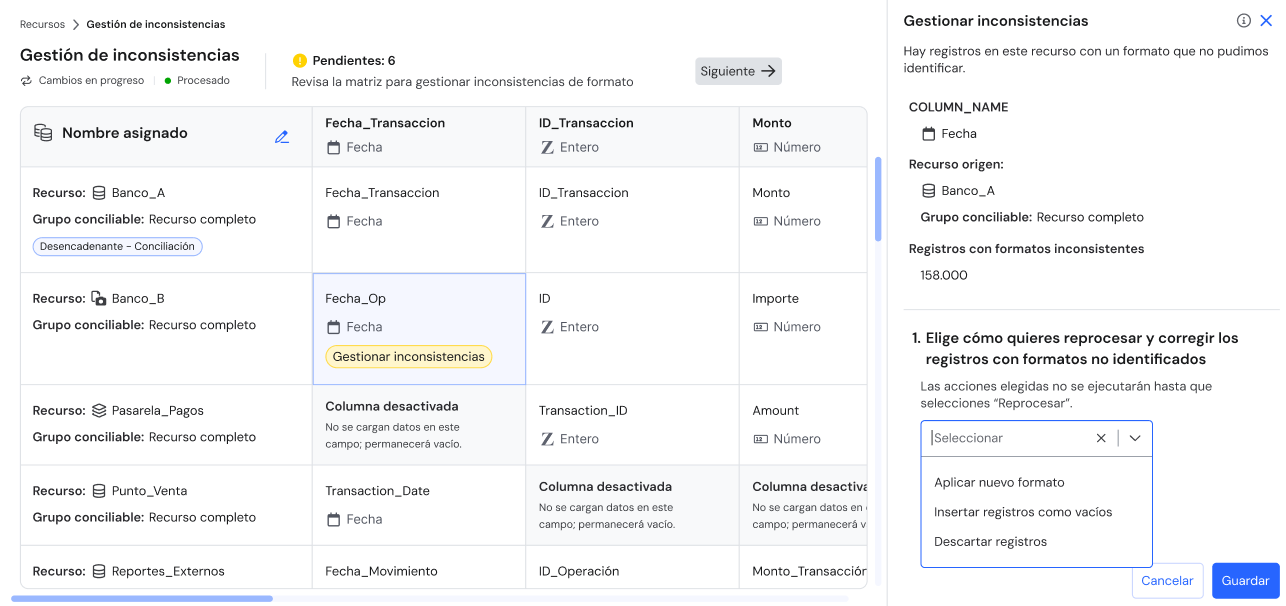 Recursos > Gestión de inconsistencias
Gestión de inconsistencias
Cambios en progreso
Procesado
Pendientes: 6
Revisa la matriz para gestionar inconsistencias de formato
Siguiente
Nombre asignado
Fecha_Transaccion
Fecha
ID_Transaccion
Entero
Monto
Número
Recurso: Banco_A
Grupo conciliable: Recurso completo
Desencadenante - Conciliación
Fecha_Transaccion
Fecha
ID_Transaccion
Entero
Monto
Número
Recurso: Banco_B
Grupo conciliable: Recurso completo
Fecha_Op
Fecha
Gestionar inconsistencias
ID
Entero
Importe
Número
Recurso: Pasarela_Pagos
Grupo conciliable: Recurso completo
Columna desactivada
No se cargan datos en este
campo; permanecerá vacío.
Transaction_ID
Entero
Amount
Número
Recurso: Punto_Venta
Grupo conciliable: Recurso completo
Transaction_Date
Fecha
Columna desactivada
No se cargan datos en este
campo; permanecerá vacío.
Columna desactiva
No se cargan datos en
campo; permanecerá v
Recurso: Reportes_Externos
Fecha_Movimiento
ID_Operación
Monto_Transacción
Gestionar inconsistencias
Hay registros en este recurso con un formato que no pudimos
identificar.
COLUMN_NAME
Fecha
Recurso origen:
Banco_A
Grupo conciliable: Recurso completo
Registros con formatos inconsistentes
158.000
1. Elige cómo quieres reprocesar y corregir los
registros con formatos no identificados
Las acciones elegidas no se ejecutarán hasta que
selecciones “Reprocesar”.
Seleccionar
Aplicar nuevo formato
Insertar registros como vacíos
Descartar registros
Cancelar
Guardar